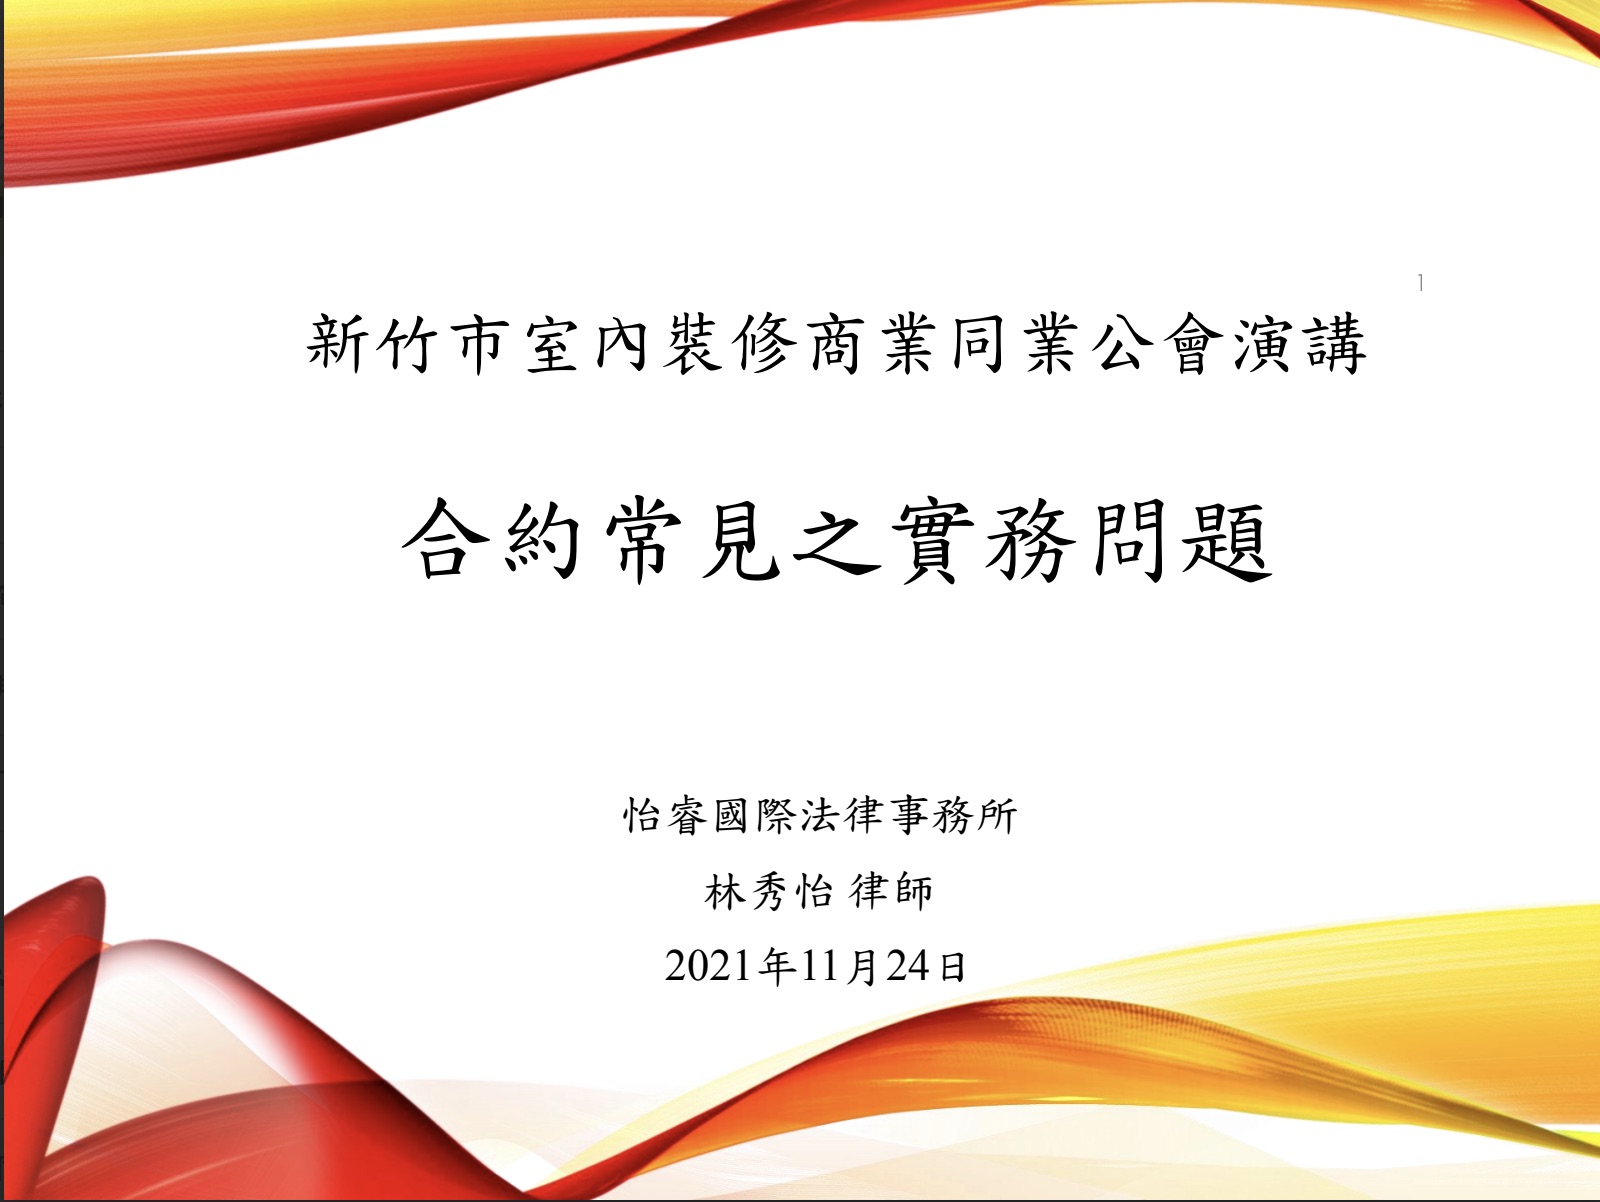 1
新竹市室內裝修商業同業公會演講
合約常見之實務問題
怡睿國際法律事務所
林秀怡 律師
2021年11月24日